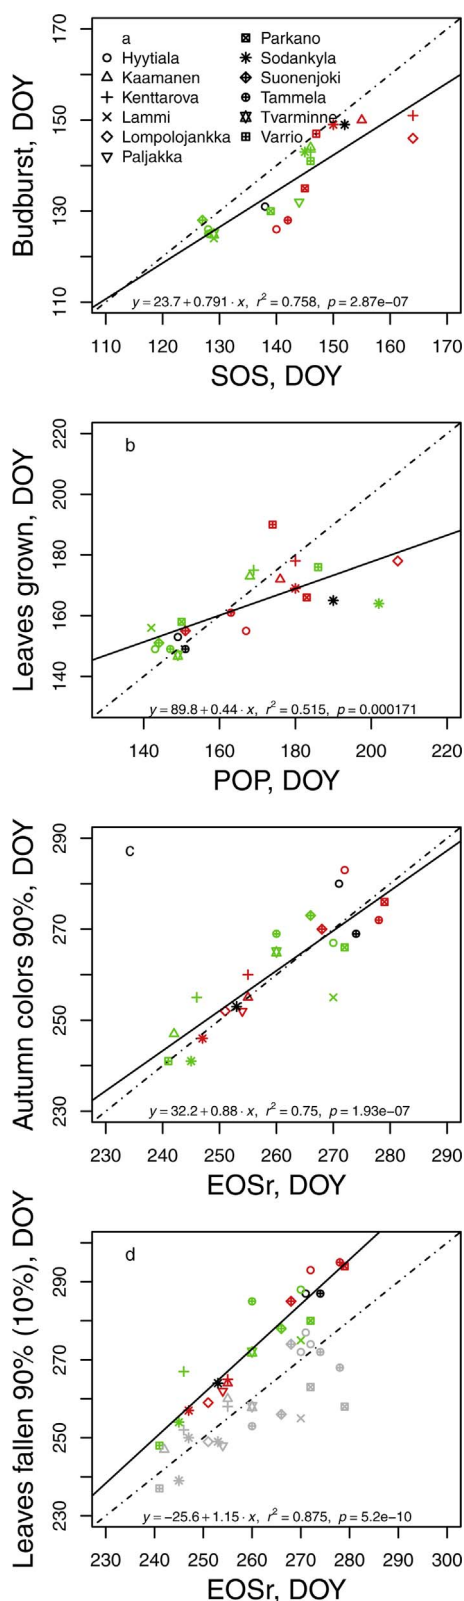 a
Hyytiala
Kaamanen
Kenttarova
Lammi
Lompolojankka
Paljakka
Parkano
Sodankyla
Suonenjoki
Tammela
Tvarminne
Varrio
Budburst, DOY
170
150
130
110
y = 23.7 + 0.791 · x, r² = 0.758, p = 2.87e−07
110 120 130 140 150 160 170
SOS, DOY
b
Leaves grown, DOY
220
200
180
160
140
y = 89.8 + 0.44 · x, r² = 0.515, p = 0.000171
140 160 180 200 220
POP, DOY
c
Autumn colors 90%, DOY
290
270
250
230
y = 32.2 + 0.88 · x, r² = 0.75, p = 1.93e−07
230 240 250 260 270 280 290
EOSr, DOY
d
Leaves fallen 90% (10%), DOY
290
270
250
230
y = −25.6 + 1.15 · x, r² = 0.875, p = 5.2e−10
230 240 250 260 270 280 290 300
EOSr, DOY